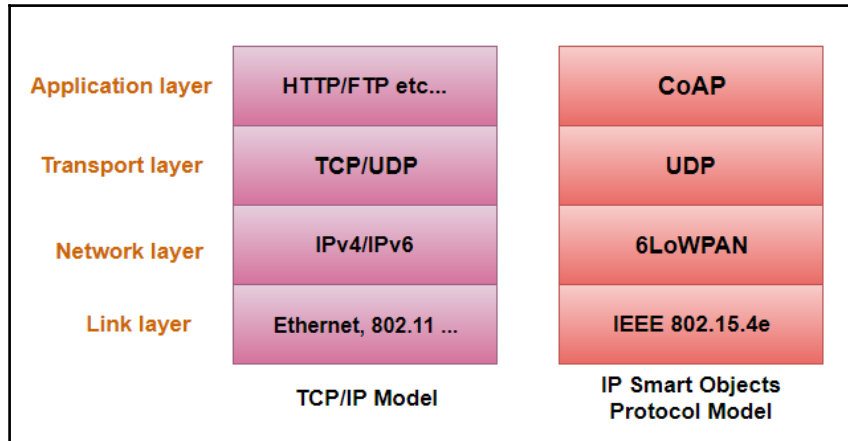 Application layer HTTP/FTP etc... CoAP
Transport layer TCP/UDP UDP
Network layer IPv4/IPv6 6LoWPAN
Link layer Ethernet, 802.11 ... IEEE 802.15.4e
TCP/IP Model IP Smart Objects
Protocol Model